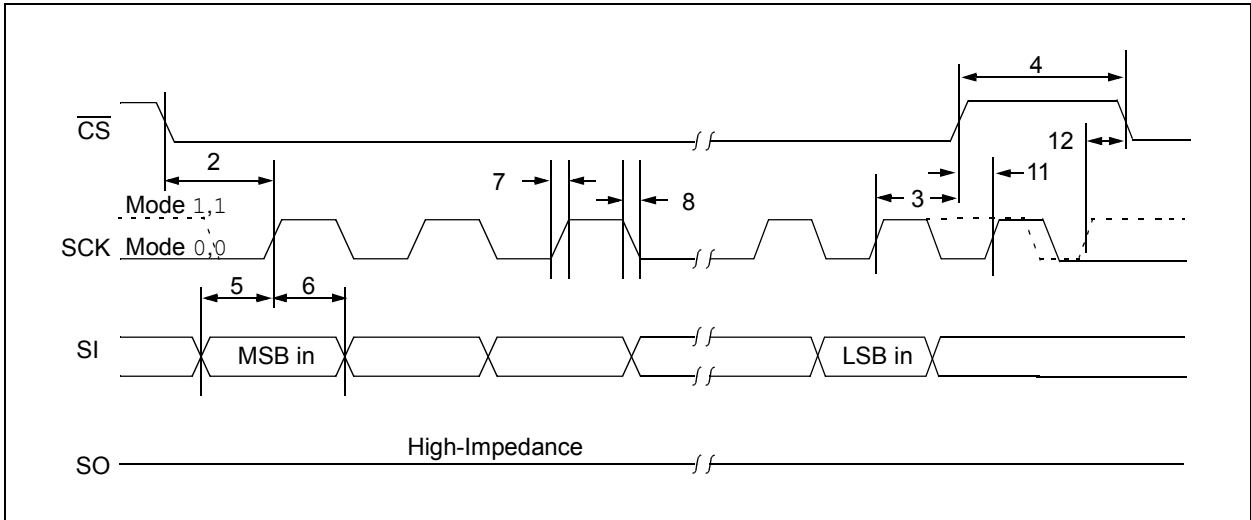 4
CS
12
2
11
7
8
3
Mode 1,1
SCK Mode 0,0
5
6
SI
MSB in
LSB in
High-Impedance
SO